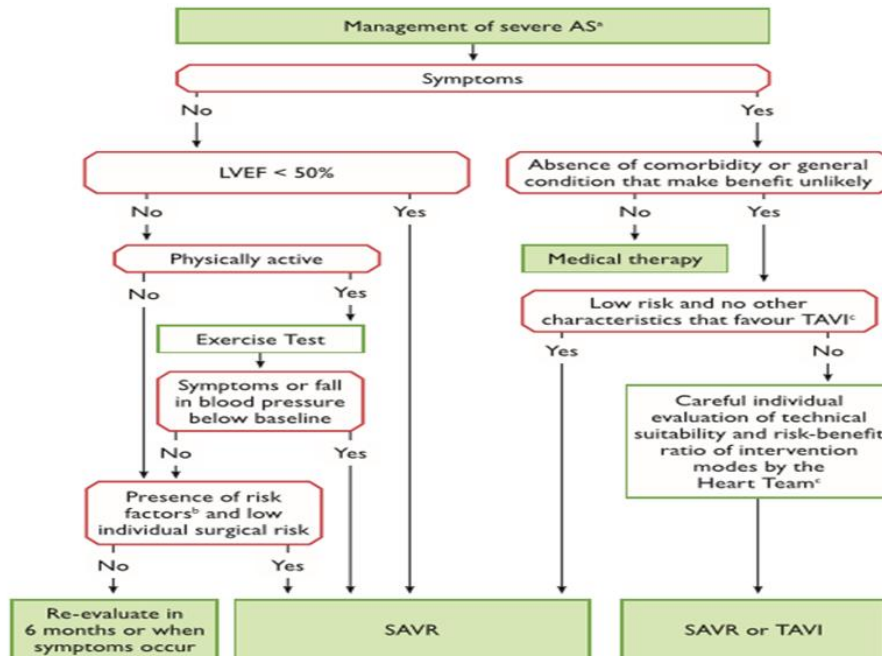 Management of severe ASᵃ
Symptoms
No
Yes
LVEF < 50%
Absence of comorbidity or general
condition that make benefit unlikely
No
Yes
No
Yes
Physically active
Medical therapy
No
Yes
Low risk and no other
characteristics that favour TAVIᶜ
Exercise Test
Yes
No
Symptoms or fall
in blood pressure
below baseline
Careful individual
evaluation of technical
suitability and risk-benefit
ratio of intervention
modes by the
Heart Teamᶜ
No
Yes
Presence of risk
factorsᵇ and low
individual surgical risk
No
Yes
Re-evaluate in
6 months or when
symptoms occur
SAVR
SAVR or TAVI